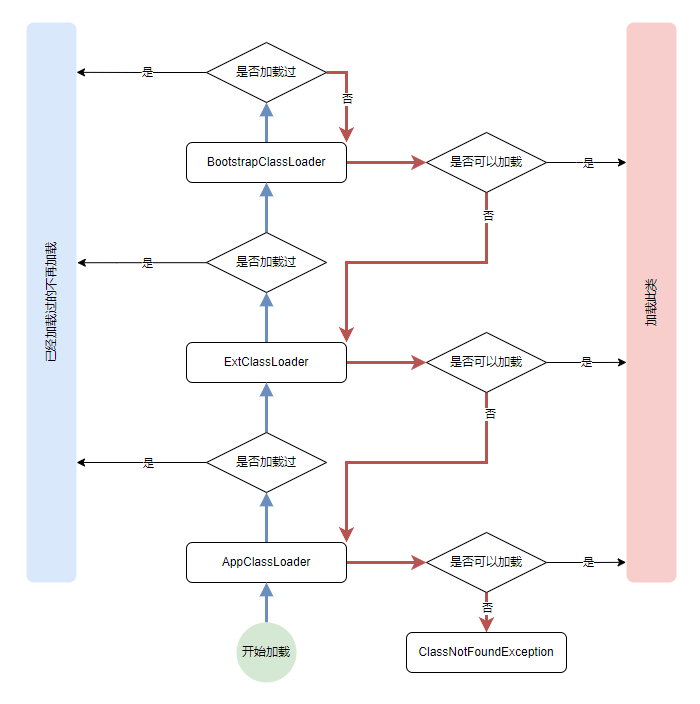 是
是否加载过
否
BootstrapClassLoader
是否可以加载
是
否
已经加载过的不再加载
是
是否加载过
加载此类
ExtClassLoader
是否可以加载
是
否
是
是否加载过
AppClassLoader
是否可以加载
是
否
开始加载
ClassNotFoundException